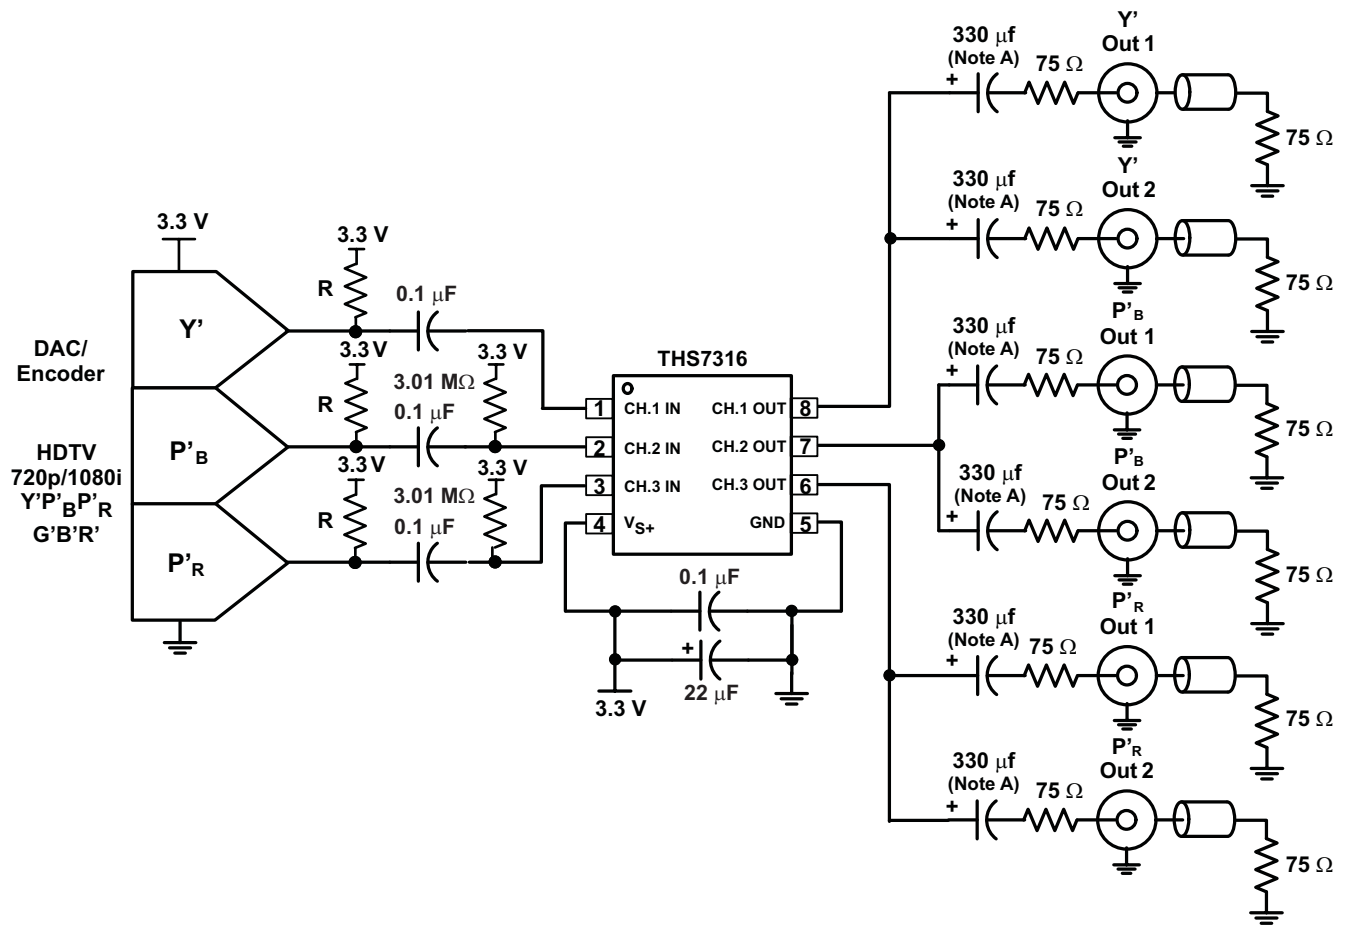 Y'
Out 1
330 μf
(Note A)
75 Ω
+
75 Ω
Y'
Out 2
330 μf
(Note A)
75 Ω
+
75 Ω
3.3 V
3.3 V
R
0.1 μF
Y'
DAC/
Encoder
3.3 V
3.3 V
3.01 MΩ
R
0.1 μF
P'B
HDTV
720p/1080i
Y'P'BP'R
G'B'R'
3.3 V
3.3 V
3.01 MΩ
R
0.1 μF
P'R
THS7316
1
CH.1 IN
CH.1 OUT
8
2
CH.2 IN
CH.2 OUT
7
3
CH.3 IN
CH.3 OUT
6
4
VS+
GND
5
0.1 μF
+
22 μF
3.3 V
P'B
Out 1
330 μf
(Note A)
75 Ω
+
75 Ω
P'B
Out 2
330 μf
(Note A)
75 Ω
+
75 Ω
P'R
Out 1
330 μf
(Note A)
75 Ω
+
75 Ω
P'R
Out 2
330 μf
(Note A)
75 Ω
+
75 Ω